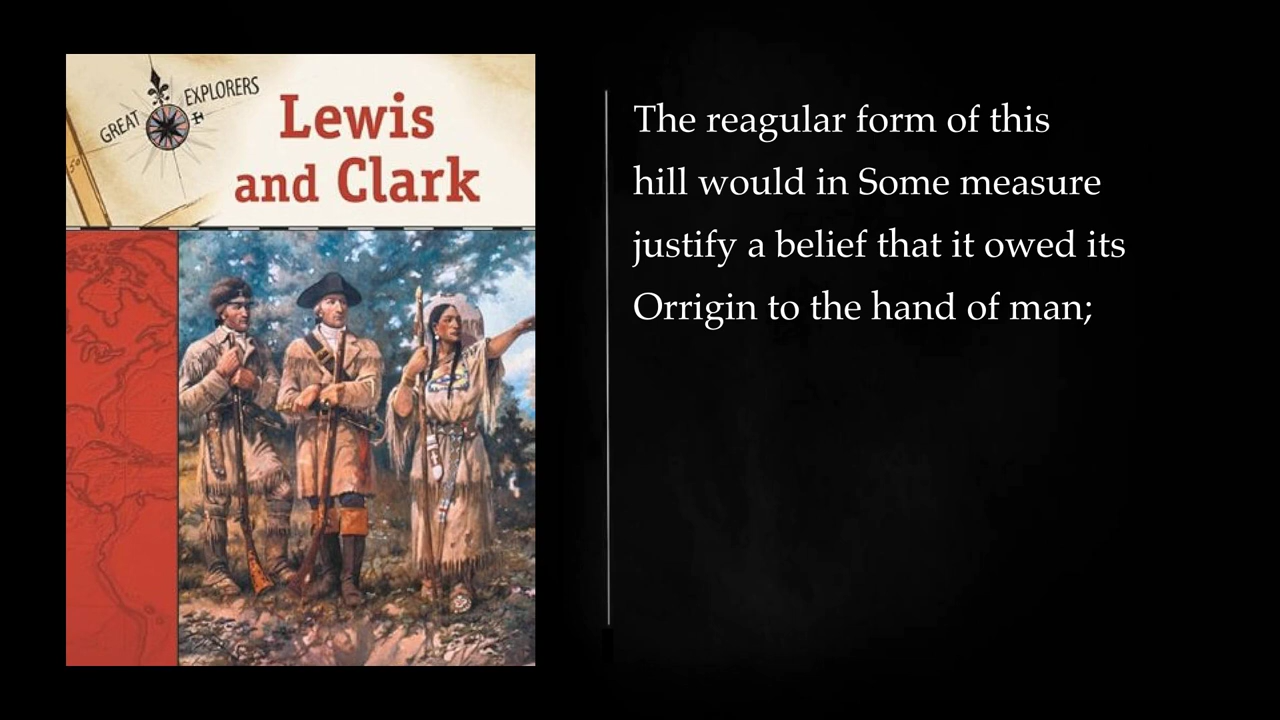 GREAT EXPLORERS
Lewis
and Clark
50
The reagular form of this
hill would in Some measure
justify a belief that it owed its
Orrigin to the hand of man;